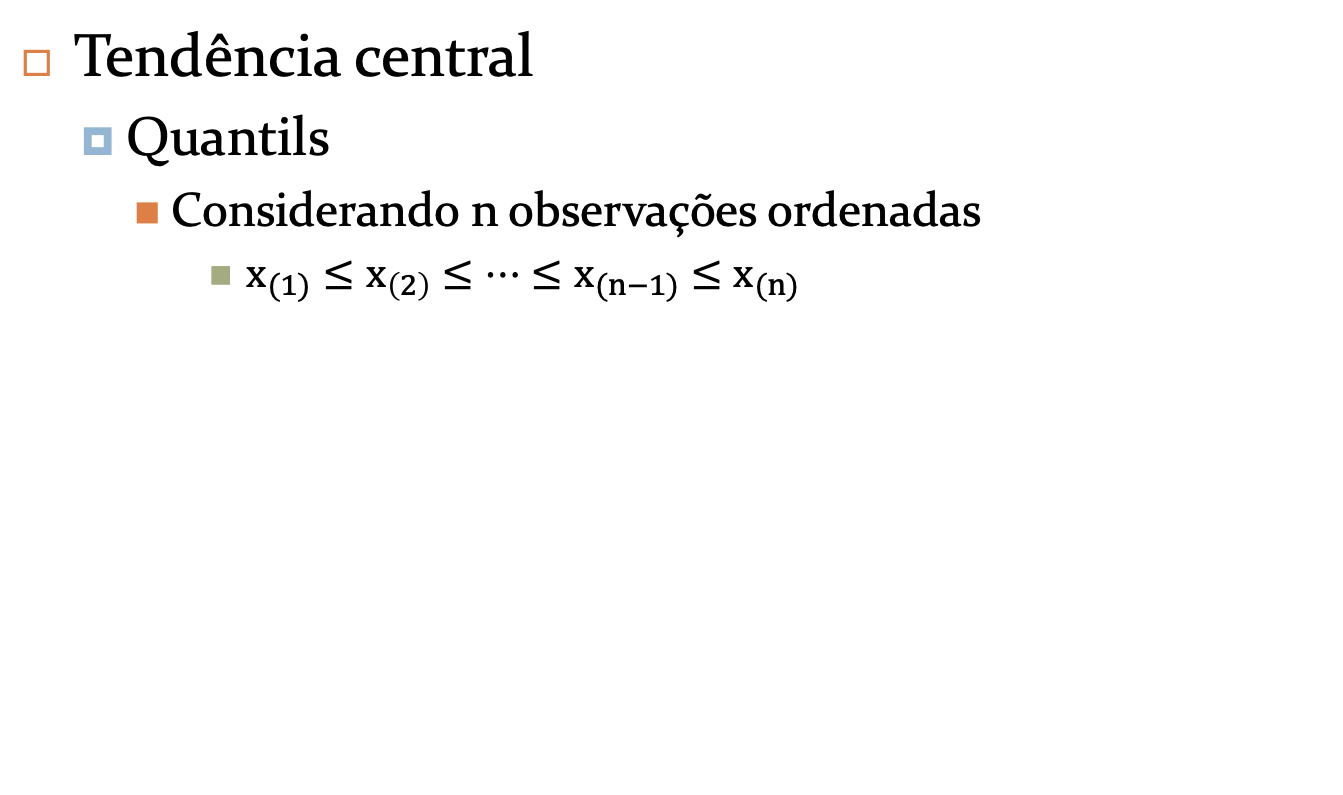 Tendência central
Quantils
Considerando n observações ordenadas
x(1) ≤ x(2) ≤ ⋯ ≤ x(n−1) ≤ x(n)